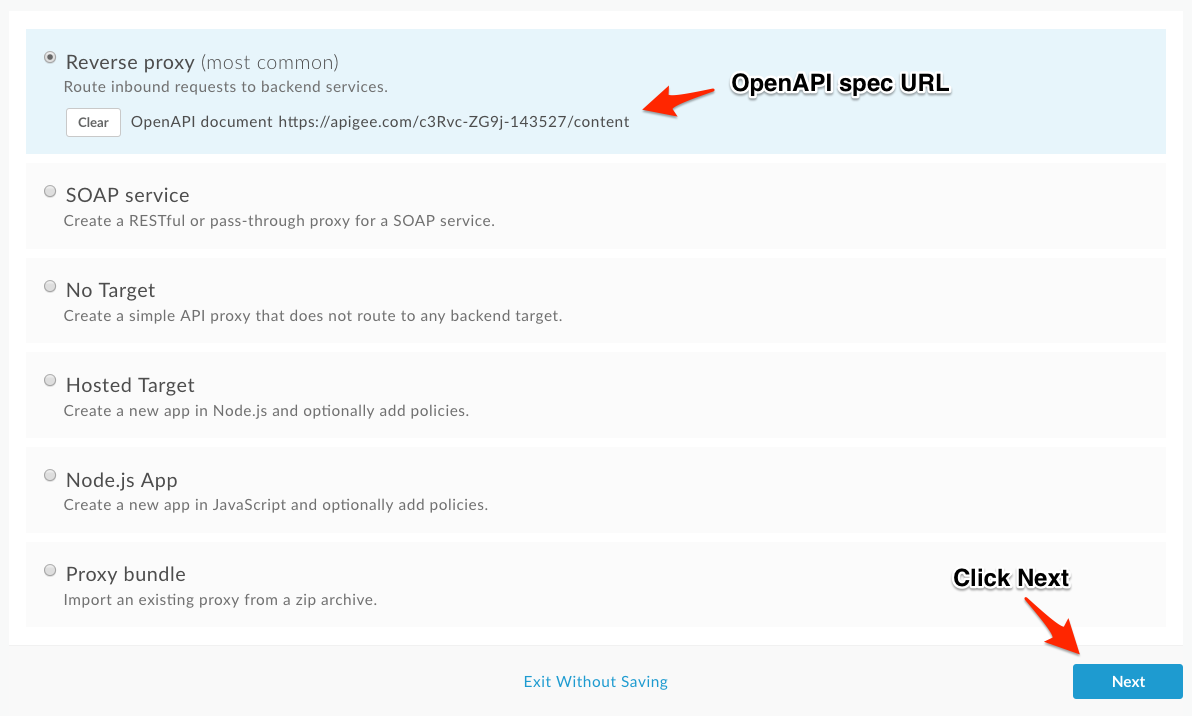 Reverse proxy (most common)
Route inbound requests to backend services.
OpenAPI spec URL
Clear
OpenAPI document https://apigee.com/c3Rvc-ZG9j-143527/content
SOAP service
Create a RESTful or pass-through proxy for a SOAP service.
No Target
Create a simple API proxy that does not route to any backend target.
Hosted Target
Create a new app in Node.js and optionally add policies.
Node.js App
Create a new app in JavaScript and optionally add policies.
Proxy bundle
Import an existing proxy from a zip archive.
Click Next
Exit Without Saving
Next